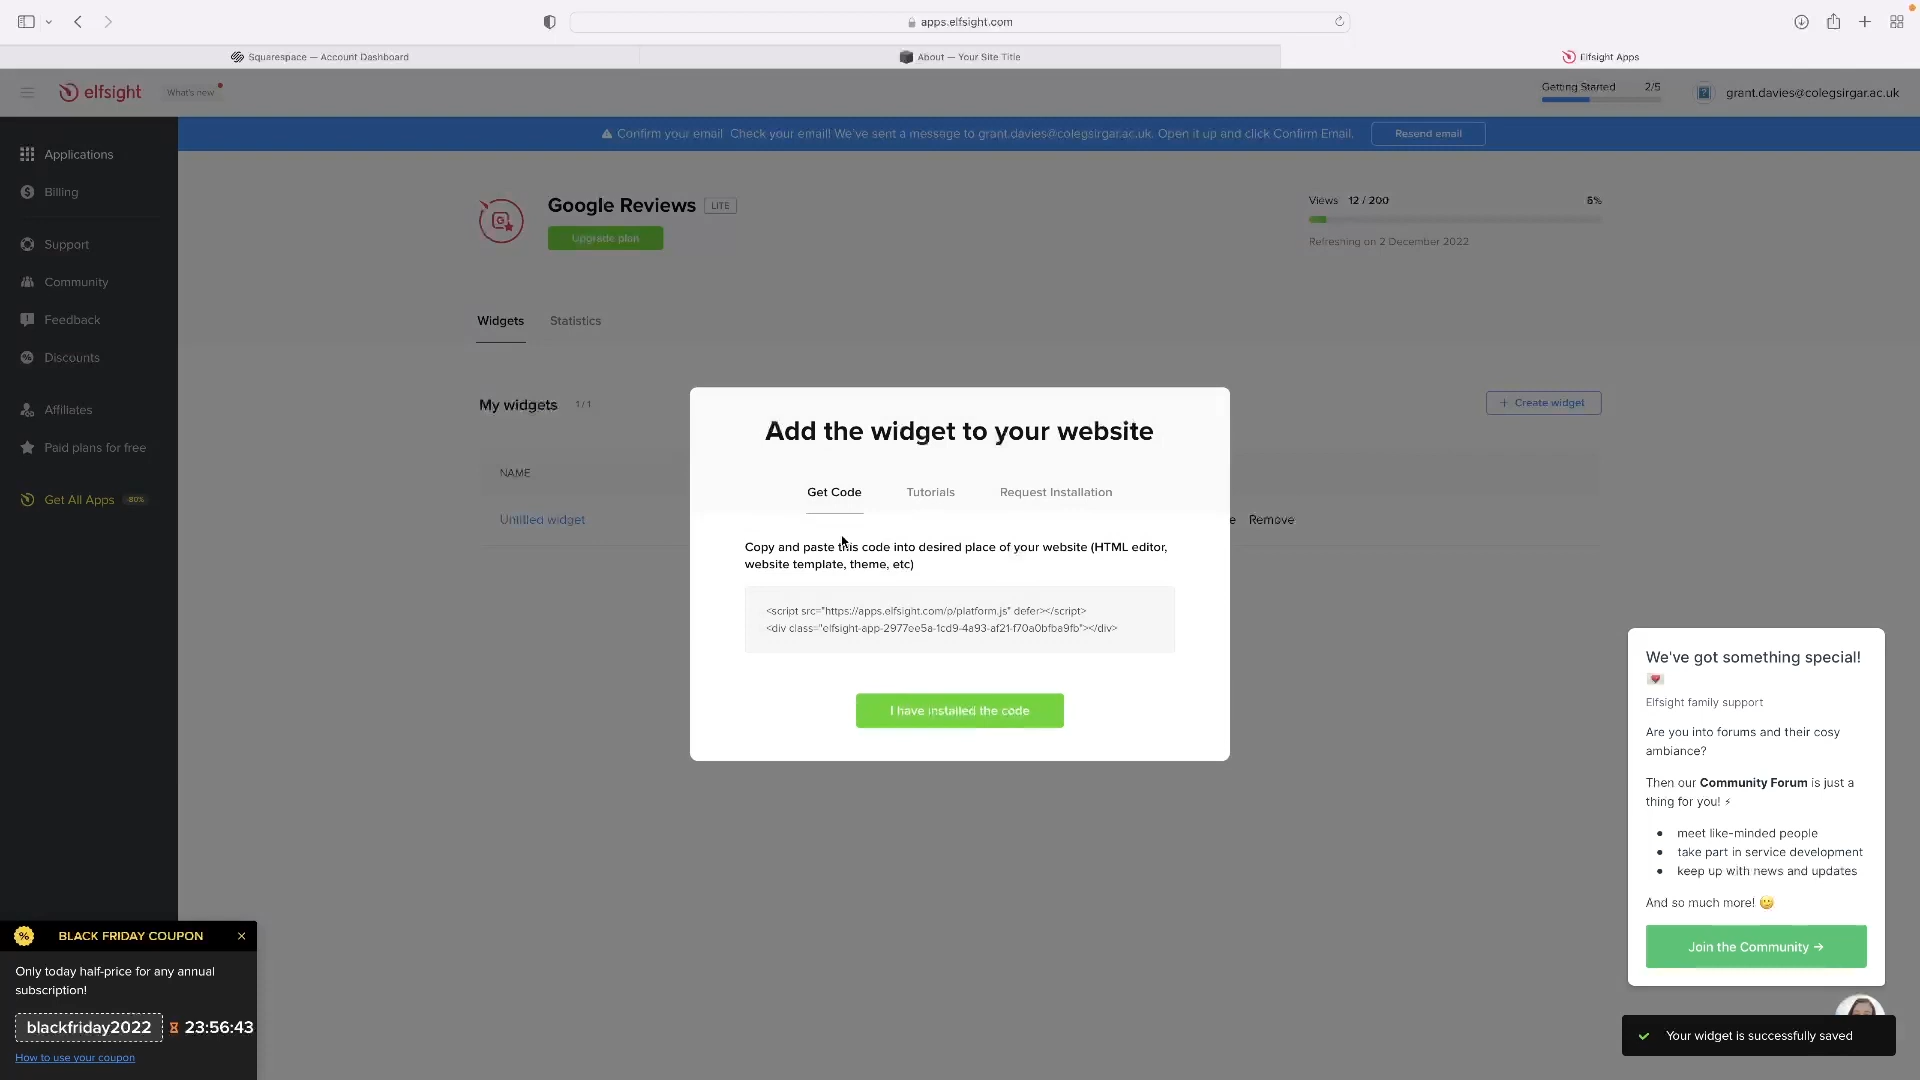 apps.elfsight.com
Squarespace — Account Dashboard
About — Your Site Title
Elfsight Apps
elfsight
What's new
Getting Started 2/5
grant.davies@colegsirgar.ac.uk
Confirm your email Check your email! We've sent a message to grant.davies@colegsirgar.ac.uk. Open it up and click Confirm Email.
Resend email
Applications
Billing
Support
Community
Feedback
Discounts
Affiliates
Paid plans for free
Get All Apps -80%
Google Reviews LITE
Upgrade plan
Views 12 / 200 6%
Refreshing on 2 December 2022
Widgets Statistics
My widgets 1 / 1
+ Create widget
NAME
Untitled widget
e Remove
Add the widget to your website
Get Code Tutorials Request Installation
Copy and paste this code into desired place of your website (HTML editor,
website template, theme, etc)
<script src="https://apps.elfsight.com/p/platform.js" defer></script>
<div class="elfsight-app-2977ee5a-1cd9-4a93-af21-f70a0bfba9fb"></div>
I have installed the code
We've got something special!
💌
Elfsight family support
Are you into forums and their cosy
ambiance?
Then our Community Forum is just a
thing for you! ⚡
• meet like-minded people
• take part in service development
• keep up with news and updates
And so much more! 😀
Join the Community →
Your widget is successfully saved
% BLACK FRIDAY COUPON ×
Only today half-price for any annual
subscription!
blackfriday2022 23:56:43
How to use your coupon